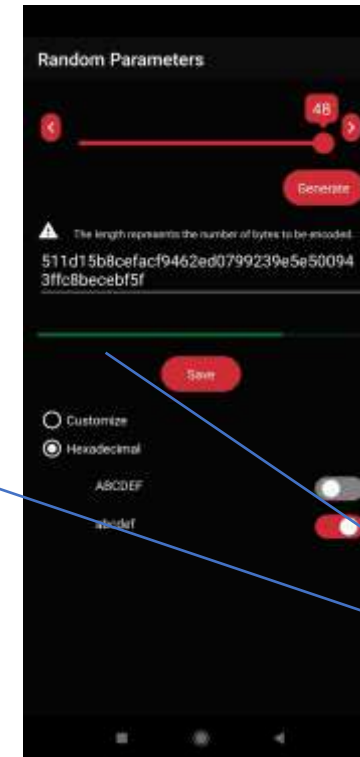 Random Parameters
48
Generate
The length represents the number of bytes to be encoded.
511d15b8cefacf9462ed0799239e5e50094
3ffc8becebf5f
Save
Customize
Hexadecimal
ABCDEF
abcdef